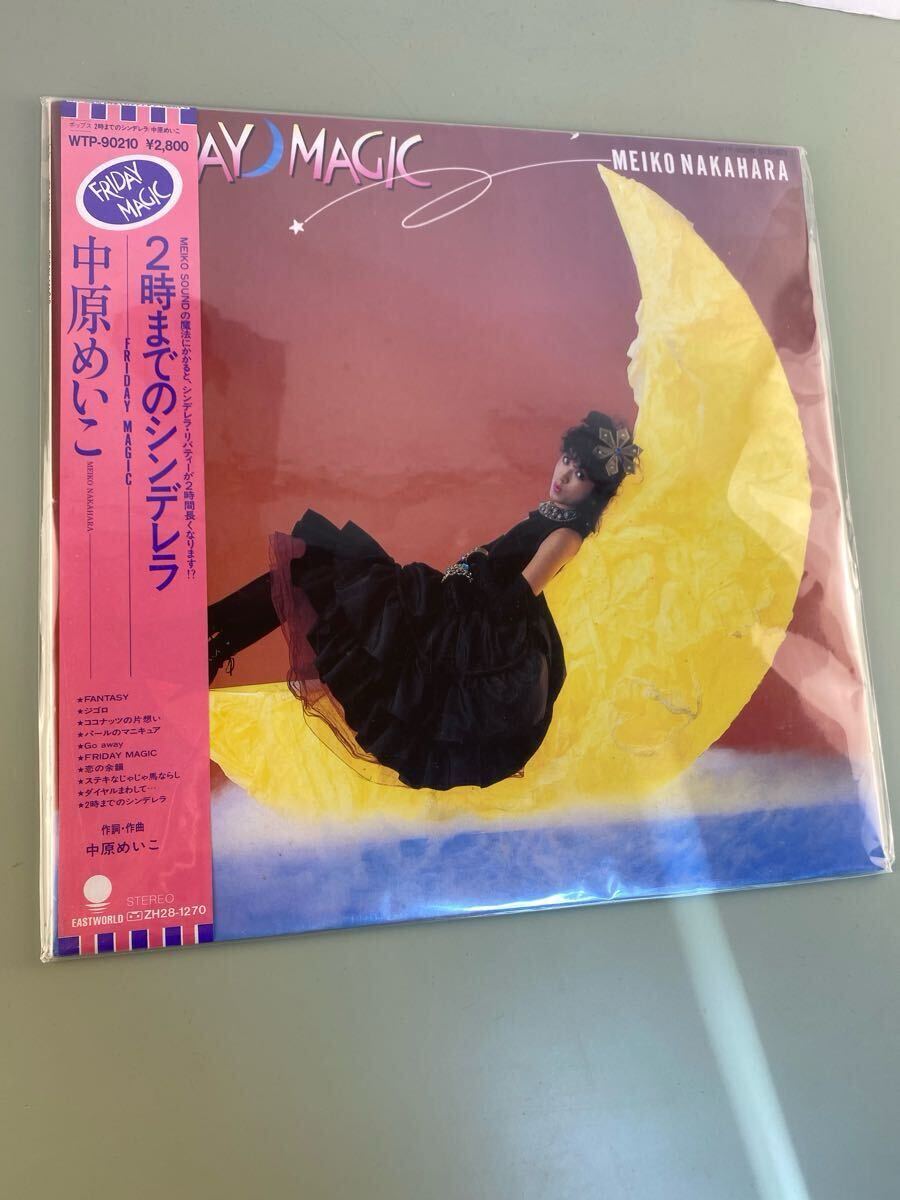 ポップス 2時までのシンデレラ/中原めいこ
WTP-90210 ¥2,800
FRIDAY
MAGIC
MEIKO SOUNDの魔法にかかると、シンデレラ・リバティーが2時間長くなります!?
2時までのシンデレラ
FRIDAY MAGIC
中原めいこ
MEIKO NAKAHARA
★FANTASY
★ジゴロ
★ココナッツの片想い
★パールのマニキュア
★Go away
★FRIDAY MAGIC
★恋の余韻
★ステキなじゃじゃ馬ならし
★ダイヤルまわして…
★2時までのシンデレラ
作詞・作曲
中原めいこ
STEREO
EASTWORLD ZH28-1270
AY MAGIC
MEIKO NAKAHARA